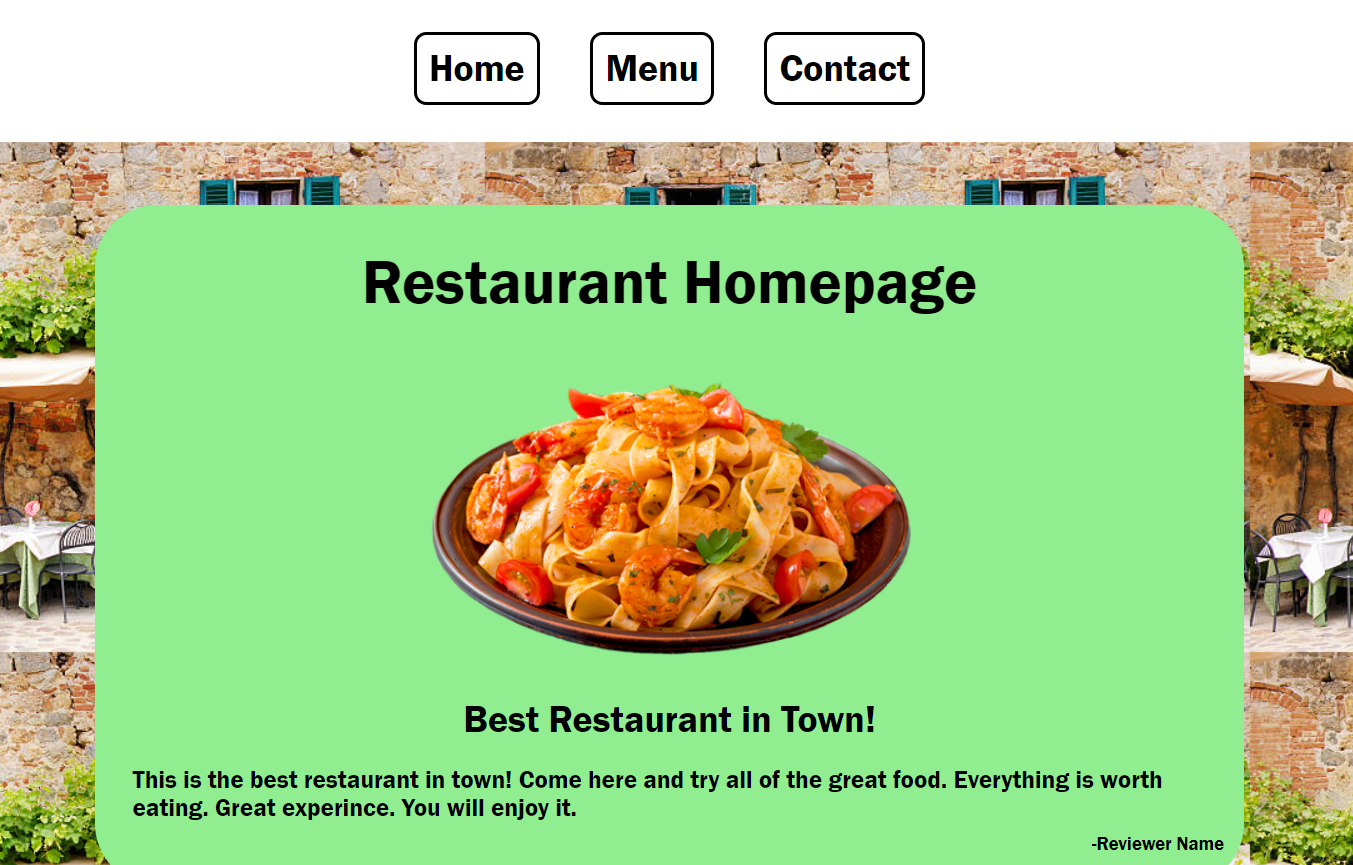 Home Menu Contact
Restaurant Homepage
Best Restaurant in Town!
This is the best restaurant in town! Come here and try all of the great food. Everything is worth
eating. Great experince. You will enjoy it.
-Reviewer Name